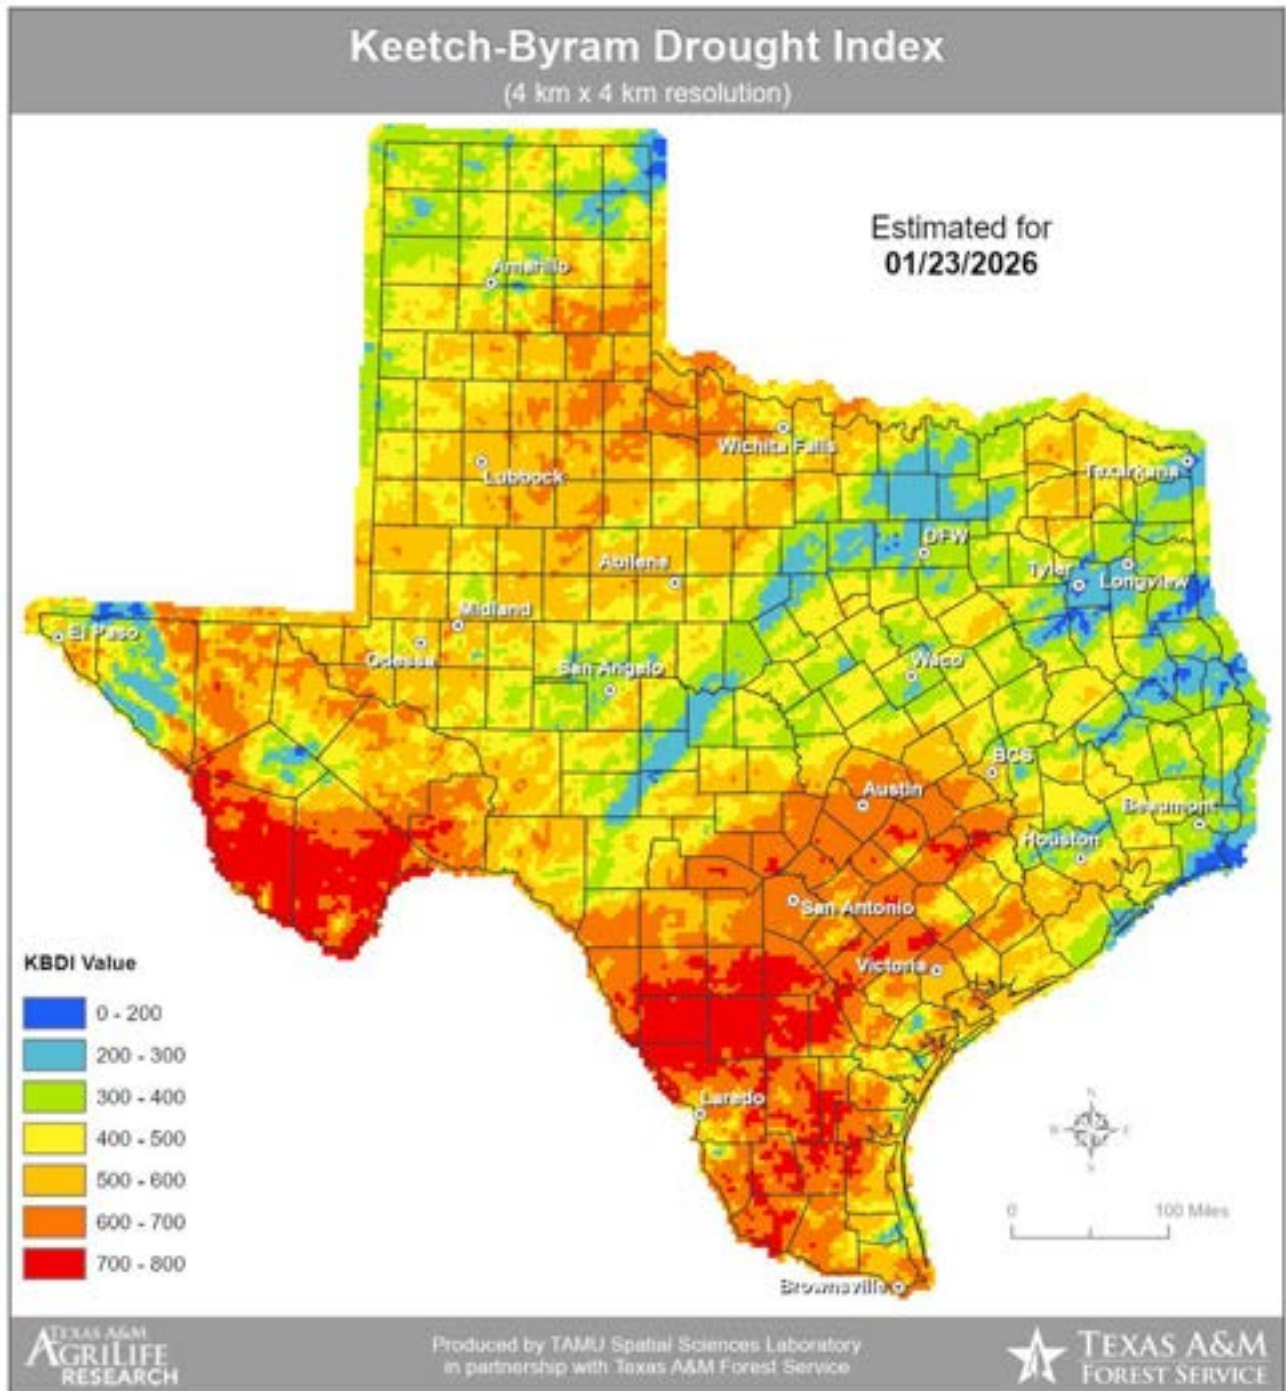 Keetch-Byram Drought Index
(4 km x 4 km resolution)
Estimated for
01/23/2026
Amarillo
Wichita Falls
Lubbock
Texarkana
DFW
Abilene
Tyler
Longview
Midland
El Paso
Odessa
San Angelo
Waco
BCS
Austin
Beaumont
Houston
San Antonio
Victoria
Laredo
Brownsville
KBDI Value
0 - 200
200 - 300
300 - 400
400 - 500
500 - 600
600 - 700
700 - 800
N
W E
S
0 100 Miles
TEXAS A&M
AGRILIFE
RESEARCH
Produced by TAMU Spatial Sciences Laboratory
in partnership with Texas A&M Forest Service
TEXAS A&M
FOREST SERVICE